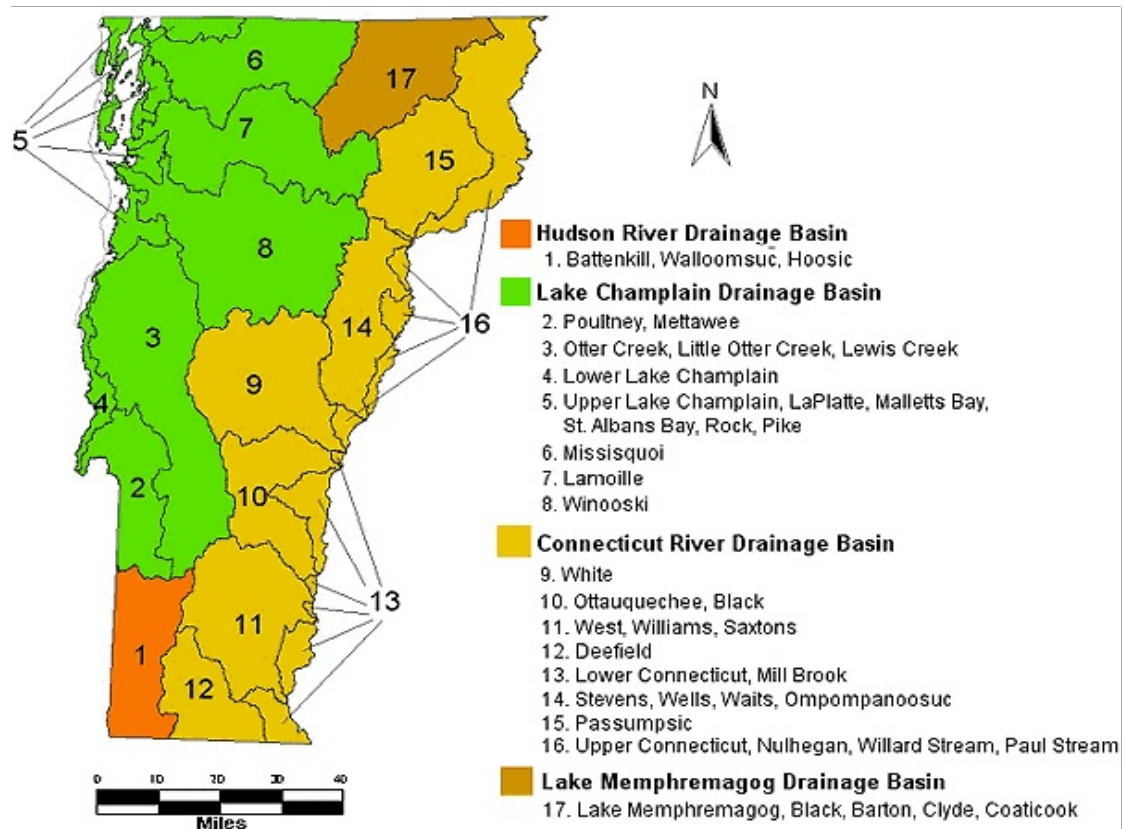 6
17
N
5
7
15
Hudson River Drainage Basin
1. Battenkill, Walloomsuc, Hoosic
8
Lake Champlain Drainage Basin
2. Poultney, Mettawee
3
14
16
3. Otter Creek, Little Otter Creek, Lewis Creek
9
4. Lower Lake Champlain
4
5. Upper Lake Champlain, LaPlatte, Malletts Bay,
St. Albans Bay, Rock, Pike
6. Missisquoi
2
10
7. Lamoille
8. Winooski
Connecticut River Drainage Basin
9. White
13
10. Ottauquechee, Black
11
11. West, Williams, Saxtons
1
12. Deefield
12
13. Lower Connecticut, Mill Brook
14. Stevens, Wells, Waits, Ompompanoosuc
15. Passumpsic
16. Upper Connecticut, Nulhegan, Willard Stream, Paul Stream
Lake Memphremagog Drainage Basin
17. Lake Memphremagog, Black, Barton, Clyde, Coaticook
0 10 20 30 40
Miles